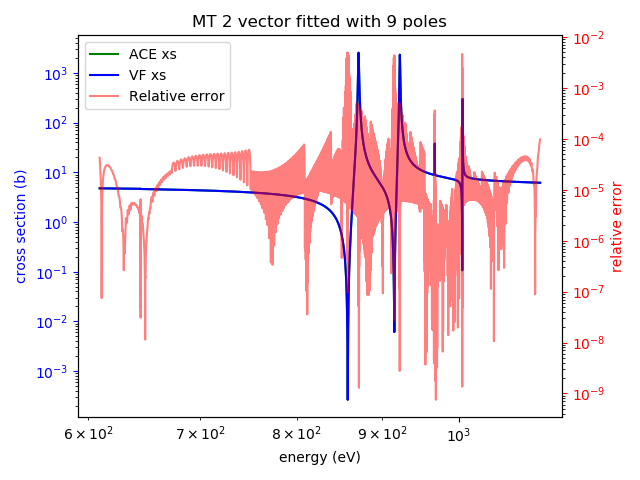 MT 2 vector fitted with 9 poles
ACE xs
VF xs
Relative error
cross section (b)
10³
10²
10¹
10⁰
10⁻¹
10⁻²
10⁻³
relative error
10⁻²
10⁻³
10⁻⁴
10⁻⁵
10⁻⁶
10⁻⁷
10⁻⁸
10⁻⁹
6 × 10² 7 × 10² 8 × 10² 9 × 10² 10³
energy (eV)